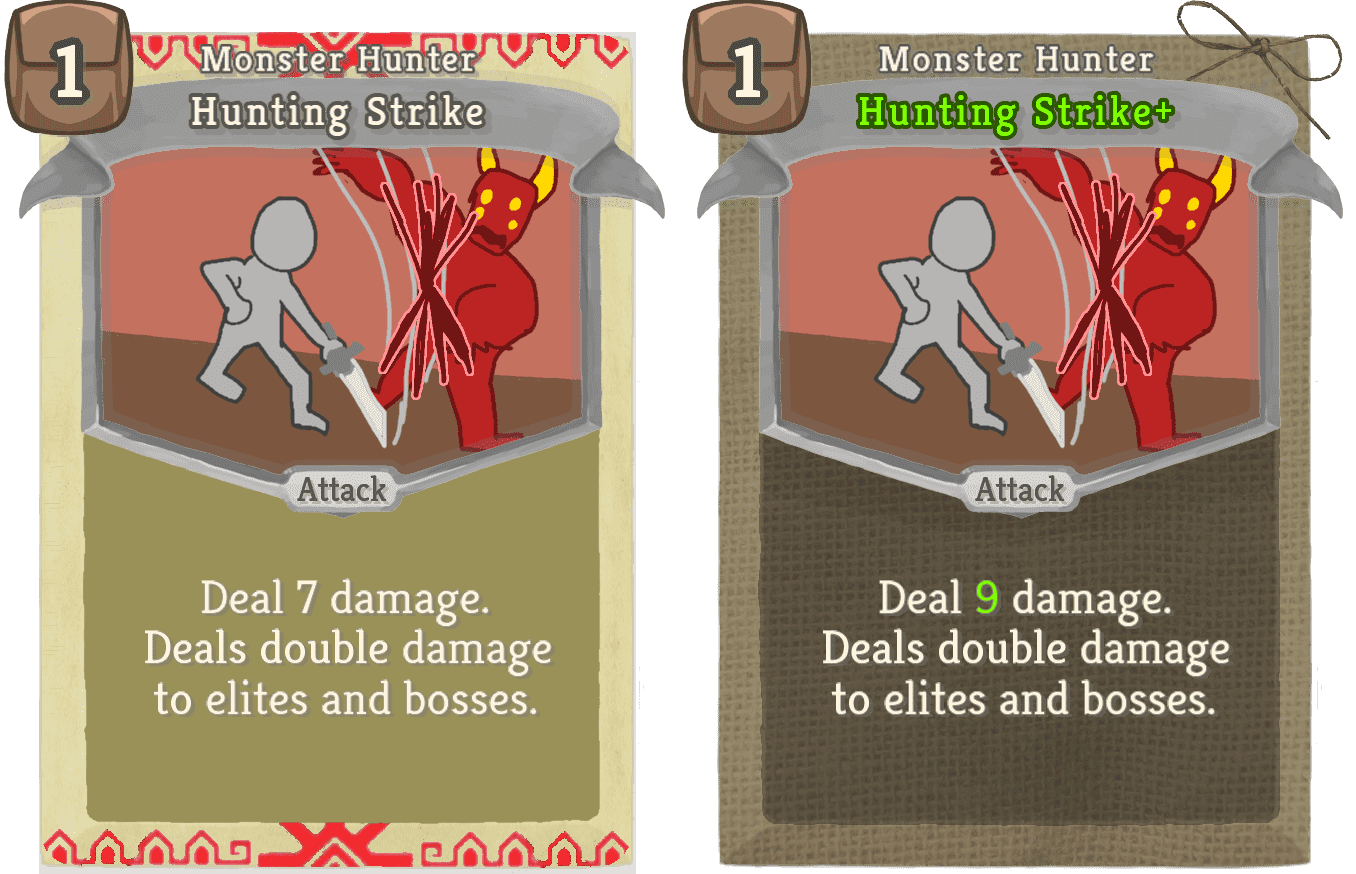 1
Monster Hunter
Hunting Strike
Attack
Deal 7 damage.
Deals double damage
to elites and bosses.
1
Monster Hunter
Hunting Strike+
Attack
Deal 9 damage.
Deals double damage
to elites and bosses.